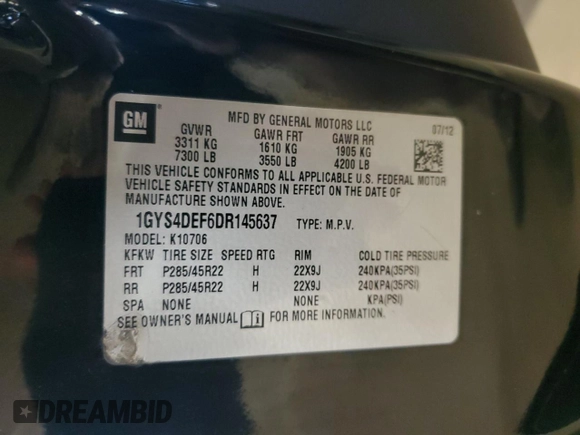 GM
MFD BY GENERAL MOTORS LLC
07/12
GVWR GAWR FRT GAWR RR
3311 KG 1610 KG 1905 KG
7300 LB 3550 LB 4200 LB
THIS VEHICLE CONFORMS TO ALL APPLICABLE U.S. FEDERAL MOTOR
VEHICLE SAFETY STANDARDS IN EFFECT ON THE DATE OF
MANUFACTURE SHOWN ABOVE.
1GYS4DEF6DR145637 TYPE: M.P.V.
MODEL: K10706
KFKW TIRE SIZE SPEED RTG RIM COLD TIRE PRESSURE
FRT P285/45R22 H 22X9J 240KPA(35PSI)
RR P285/45R22 H 22X9J 240KPA(35PSI)
SPA NONE NONE KPA(PSI)
SEE OWNER'S MANUAL FOR MORE INFORMATION.
DREAMBID